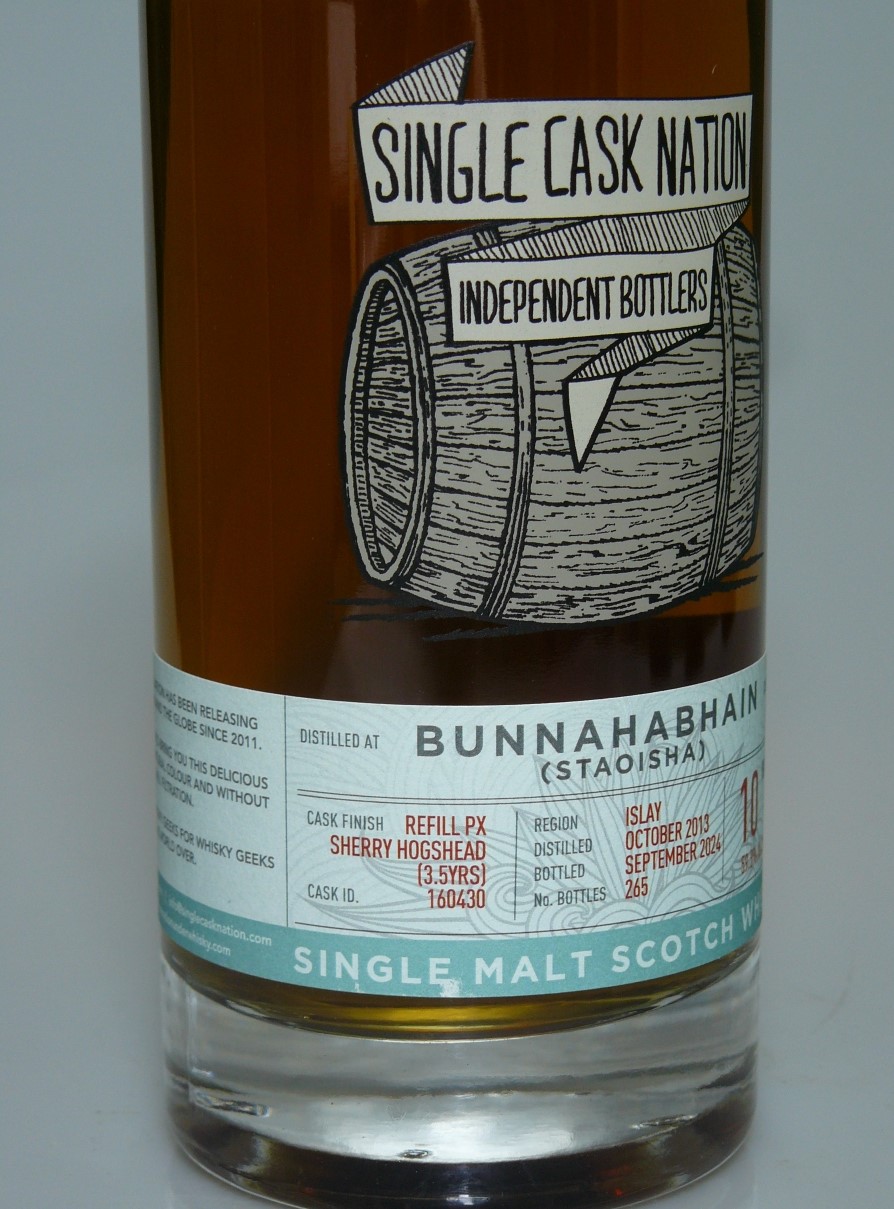 SINGLE CASK NATION
INDEPENDENT BOTTLERS
HAS BEEN RELEASING
THE GLOBE SINCE 2011.
YOU THIS DELICIOUS
COLOUR AND WITHOUT
FOR WHISKY GEEKS
OVER.
DISTILLED AT
BUNNAHABHAIN
(STAOISHA)
CASK FINISH REFILL PX
SHERRY HOGSHEAD
(3.5YRS)
CASK ID. 160430
REGION ISLAY
DISTILLED OCTOBER 2013
BOTTLED SEPTEMBER 2024
No. BOTTLES 265
10
SINGLE MALT SCOTCH